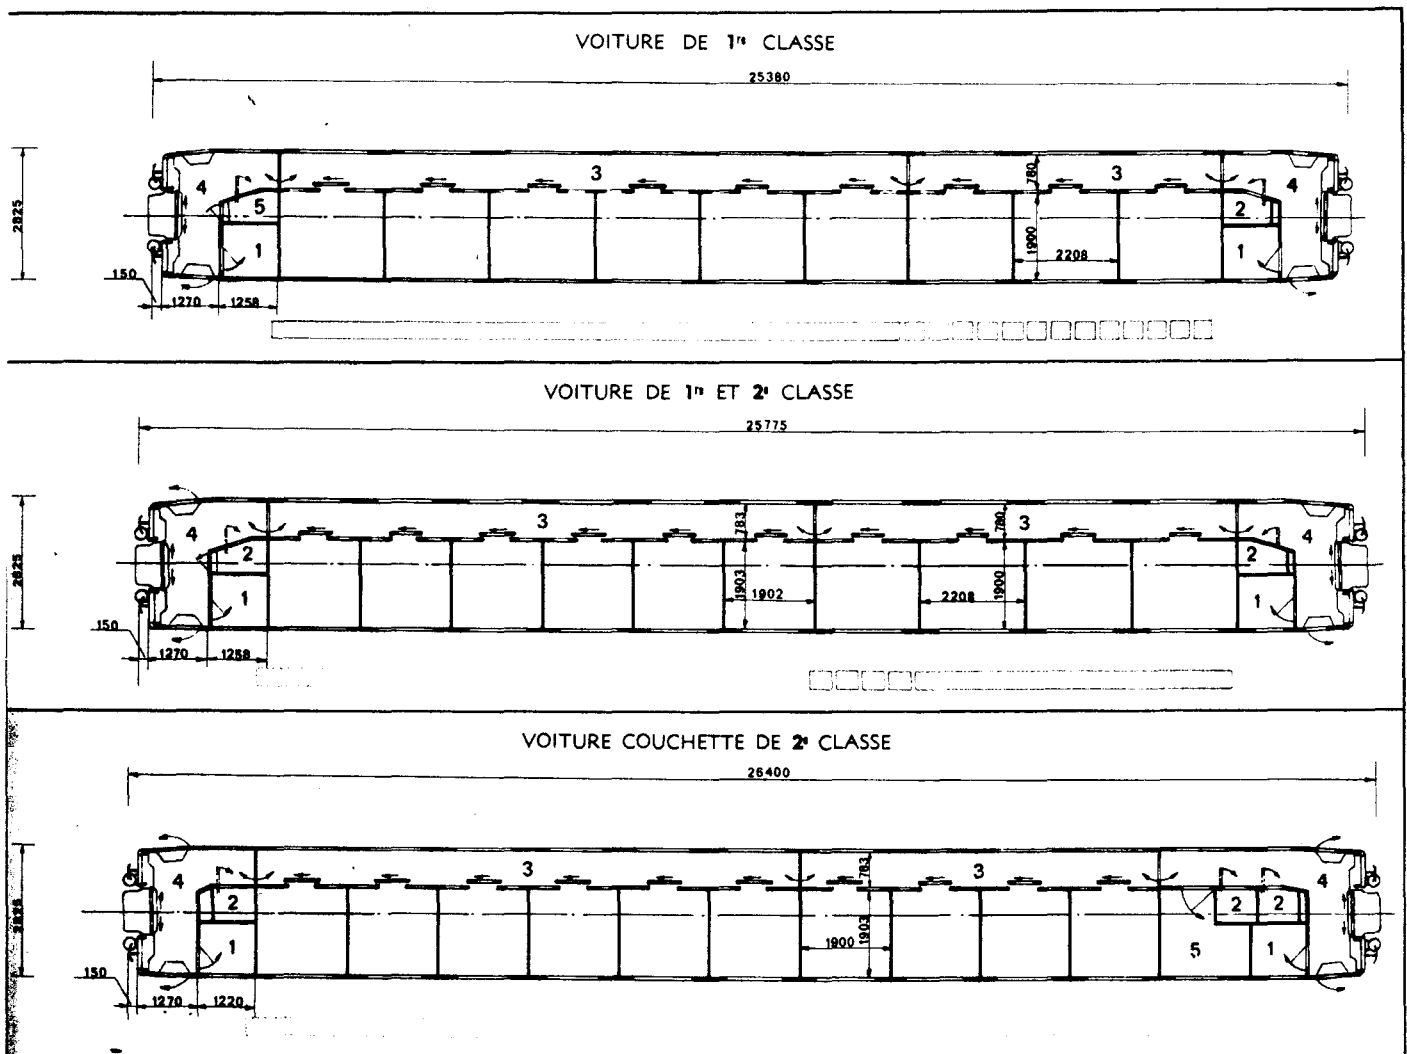 VOITURE DE 1re CLASSE
25380
4 3 3 4
780
5 2
2825
1 1
1900
2208
150
1270 1258
VOITURE DE 1re ET 2e CLASSE
25775
4 3 3 4
783 780
2 2
2825
1903 1900
1 1902 2208 1
150
1270 1258
VOITURE COUCHETTE DE 2e CLASSE
26400
4 3 3 4
783
2 2 2
2825
1903
1 1900 5 1
150
1270 1220